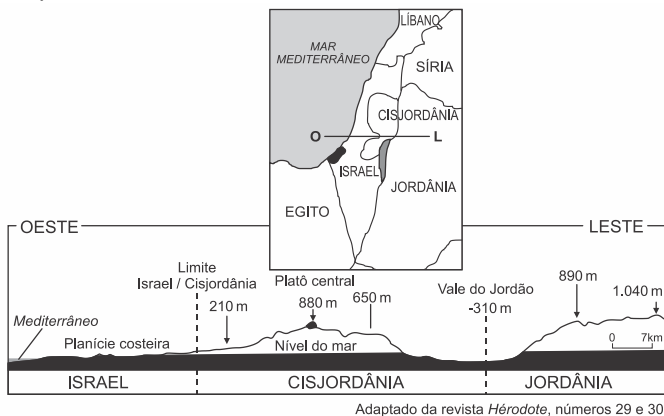 LÍBANO
MAR
MEDITERRÂNEO
SÍRIA
CISJORDÂNIA
O
L
ISRAEL
JORDÂNIA
EGITO
OESTE
LESTE
Limite
Israel / Cisjordânia
Platô central
Vale do Jordão
-310 m
210 m
880 m
650 m
890 m
1.040 m
Mediterrâneo
Planície costeira
Nível do mar
0 7km
ISRAEL
CISJORDÂNIA
JORDÂNIA
Adaptado da revista Hérodote, números 29 e 30